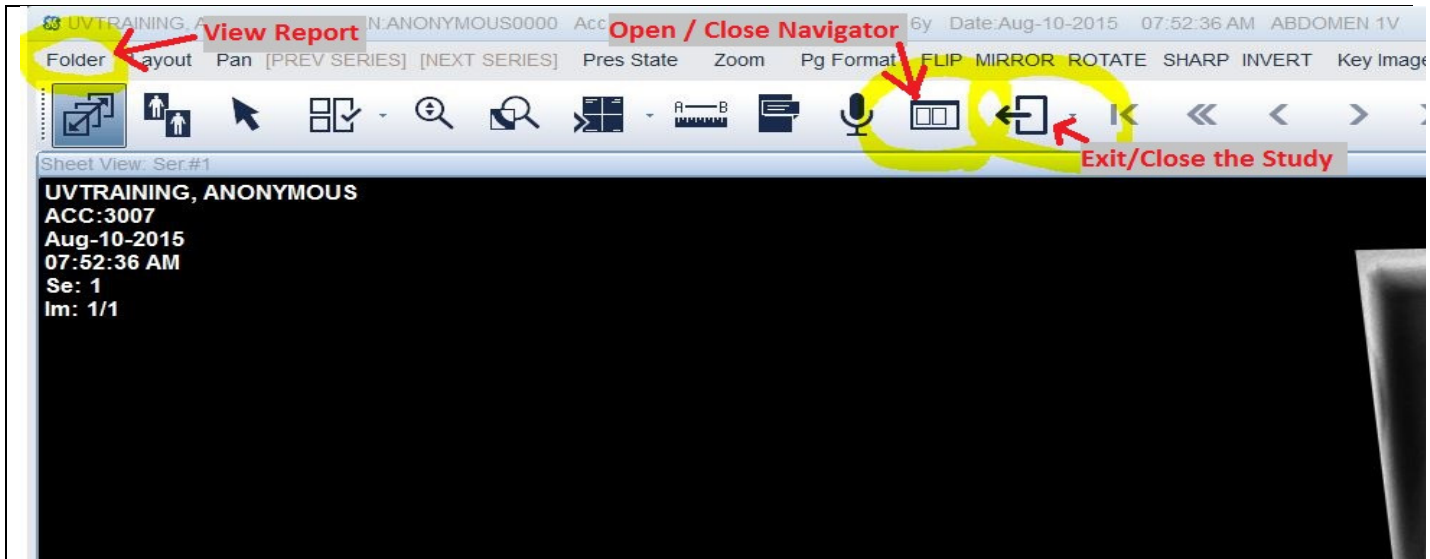 UVTRAINING, A View Report N:ANONYMOUS0000 Acc Open / Close Navigator 6y Date:Aug-10-2015 07:52:36 AM ABDOMEN 1V
Folder Layout Pan [PREV SERIES] [NEXT SERIES] Pres State Zoom Pg Format FLIP MIRROR ROTATE SHARP INVERT Key Image
A B
Exit/Close the Study
Sheet View: Ser.#1
UVTRAINING, ANONYMOUS
ACC:3007
Aug-10-2015
07:52:36 AM
Se: 1
Im: 1/1